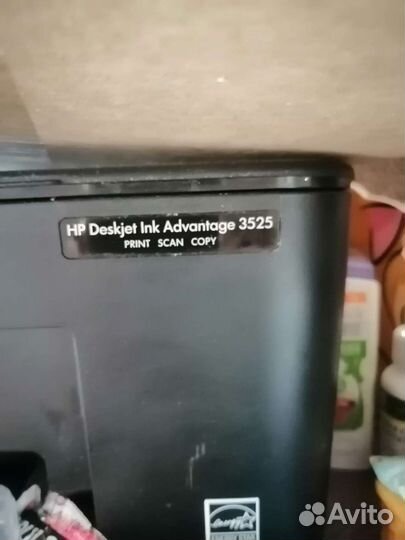 HP Deskjet Ink Advantage 3525
PRINT SCAN COPY
Avito